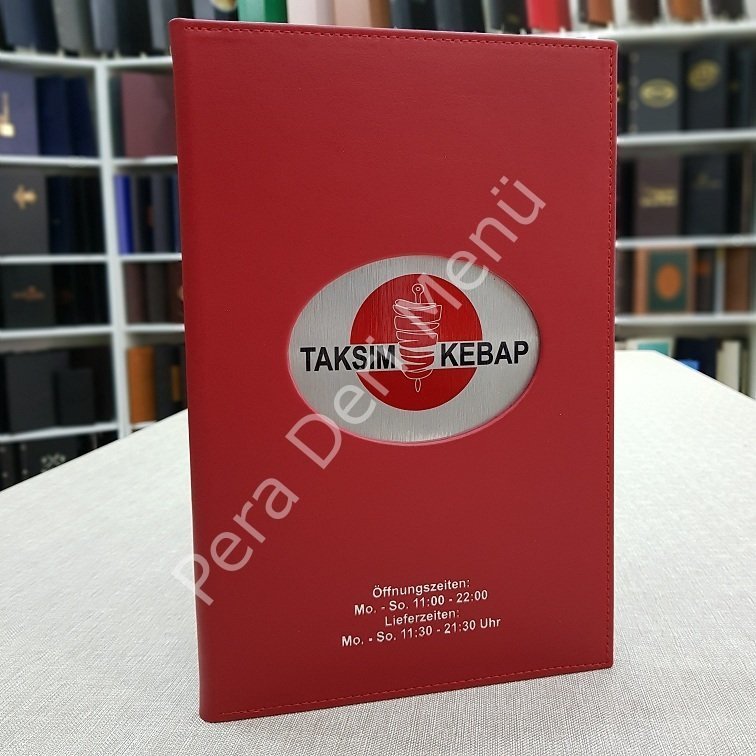 TAKSIM KEBAP
Öffnungszeiten:
Mo. - So. 11:00 - 22:00
Lieferzeiten:
Mo. - So. 11:30 - 21:30 Uhr
Pera Deri Menü